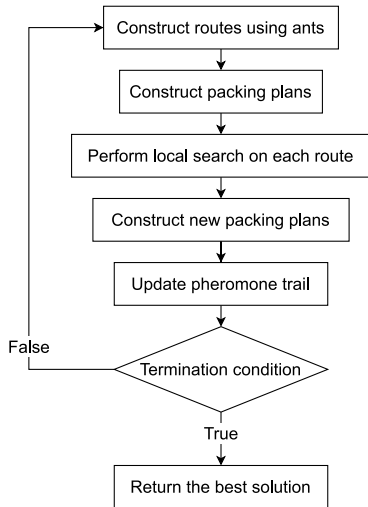 Construct routes using ants
Construct packing plans
Perform local search on each route
Construct new packing plans
Update pheromone trail
False
Termination condition
True
Return the best solution